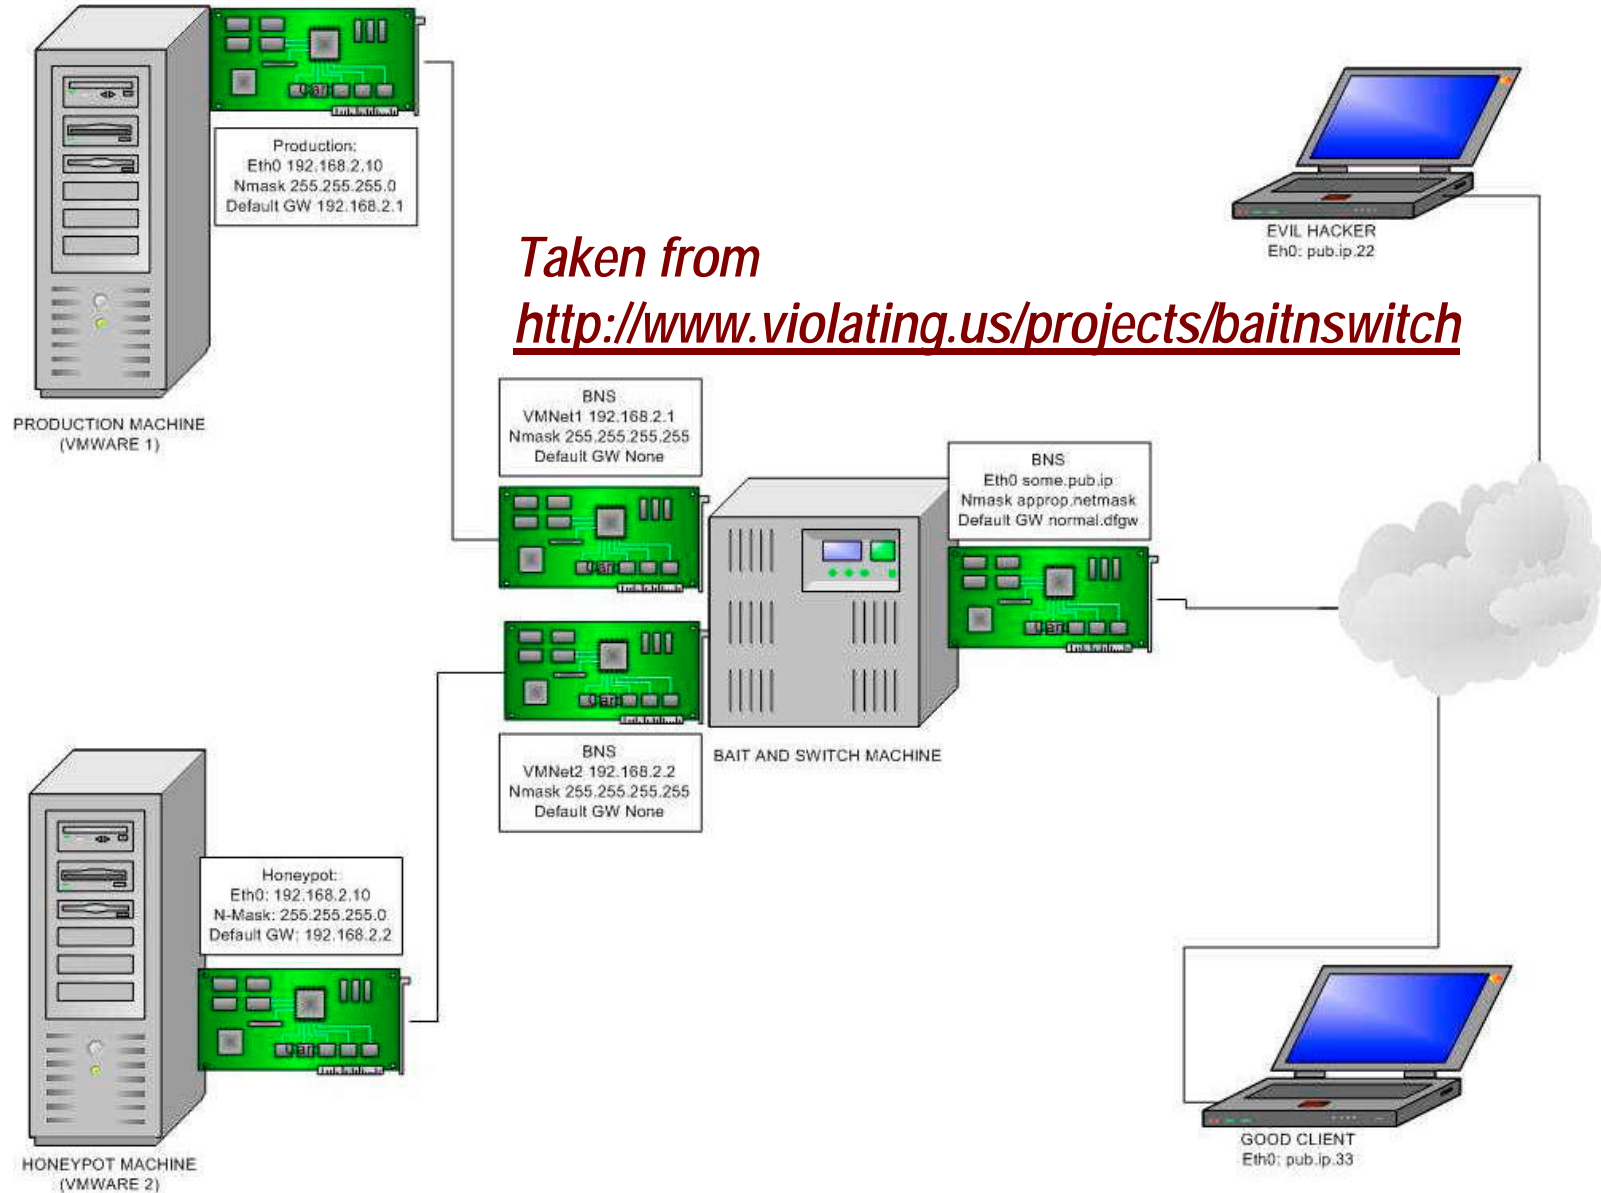 Production:
Eth0 192.168.2.10
Nmask 255.255.255.0
Default GW 192.168.2.1
PRODUCTION MACHINE
(VMWARE 1)
EVIL HACKER
Eh0: pub.ip.22
Taken from
http://www.violating.us/projects/baitnswitch
BNS
VMNet1 192.168.2.1
Nmask 255.255.255.255
Default GW None
BNS
Eth0 some.pub.ip
Nmask approp.netmask
Default GW normal.dfgw
BAIT AND SWITCH MACHINE
BNS
VMNet2 192.168.2.2
Nmask 255.255.255.255
Default GW None
Honeypot:
Eth0: 192.168.2.10
N-Mask: 255.255.255.0
Default GW: 192.168.2.2
HONEYPOT MACHINE
(VMWARE 2)
GOOD CLIENT
Eth0: pub.ip.33